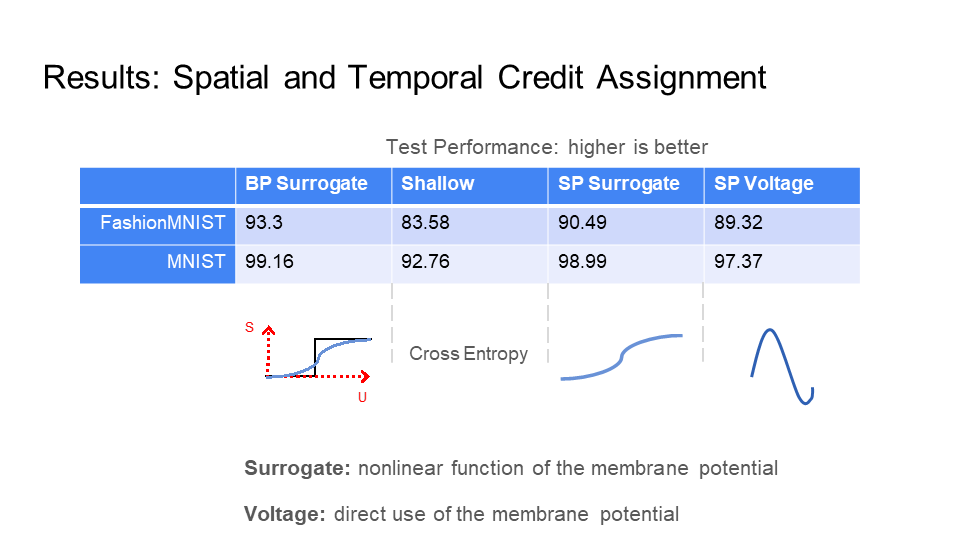 Results: Spatial and Temporal Credit Assignment
Test Performance: higher is better
BP Surrogate Shallow SP Surrogate SP Voltage
FashionMNIST 93.3 83.58 90.49 89.32
MNIST 99.16 92.76 98.99 97.37
S
Cross Entropy
U
Surrogate: nonlinear function of the membrane potential
Voltage: direct use of the membrane potential